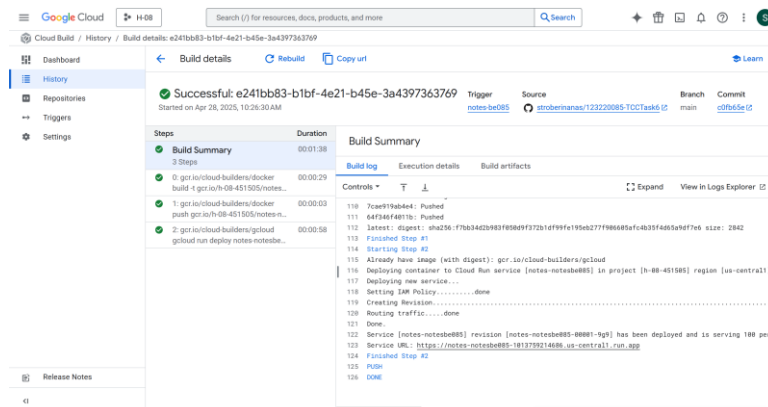 Google Cloud
H-08
Search (/) for resources, docs, products, and more
Search
S
Cloud Build / History / Build details: e241bb83-b1bf-4e21-b45e-3a4397363769
Dashboard
History
Repositories
Triggers
Settings
Release Notes
Build details
Rebuild
Copy url
Learn
Successful: e241bb83-b1bf-4e21-b45e-3a4397363769
Started on Apr 28, 2025, 10:26:30 AM
Trigger
notes-be085
Source
stroberinanas/123220085-TCCTask6
Branch
main
Commit
c0fb65e
Steps
Duration
Build Summary
3 Steps
00:01:38
0: gcr.io/cloud-builders/docker
build -t gcr.io/h-08-451505/notes...
00:00:29
1: gcr.io/cloud-builders/docker
push gcr.io/h-08-451505/notes-n...
00:00:03
2: gcr.io/cloud-builders/gcloud
gcloud run deploy notes-notesbe...
00:00:58
Build Summary
Build log
Execution details
Build artifacts
Controls
Expand
View in Logs Explorer
110 7cae919ab4e4: Pushed
111 64f346f4011b: Pushed
112 latest: digest: sha256:f7bb34d2b983f050d9f372b1df99fe195eb277f906605afc4b35f4d65a9df7e6 size: 2842
113 Finished Step #1
114 Starting Step #2
115 Already have image (with digest): gcr.io/cloud-builders/gcloud
116 Deploying container to Cloud Run service [notes-notesbe085] in project [h-08-451505] region [us-central1
117 Deploying new service...
118 Setting IAM Policy..........done
119 Creating Revision...............................................................................
120 Routing traffic.....done
121 Done.
122 Service [notes-notesbe085] revision [notes-notesbe085-00001-9g9] has been deployed and is serving 100 pe
123 Service URL: https://notes-notesbe085-1013759214686.us-central1.run.app
124 Finished Step #2
125 PUSH
126 DONE